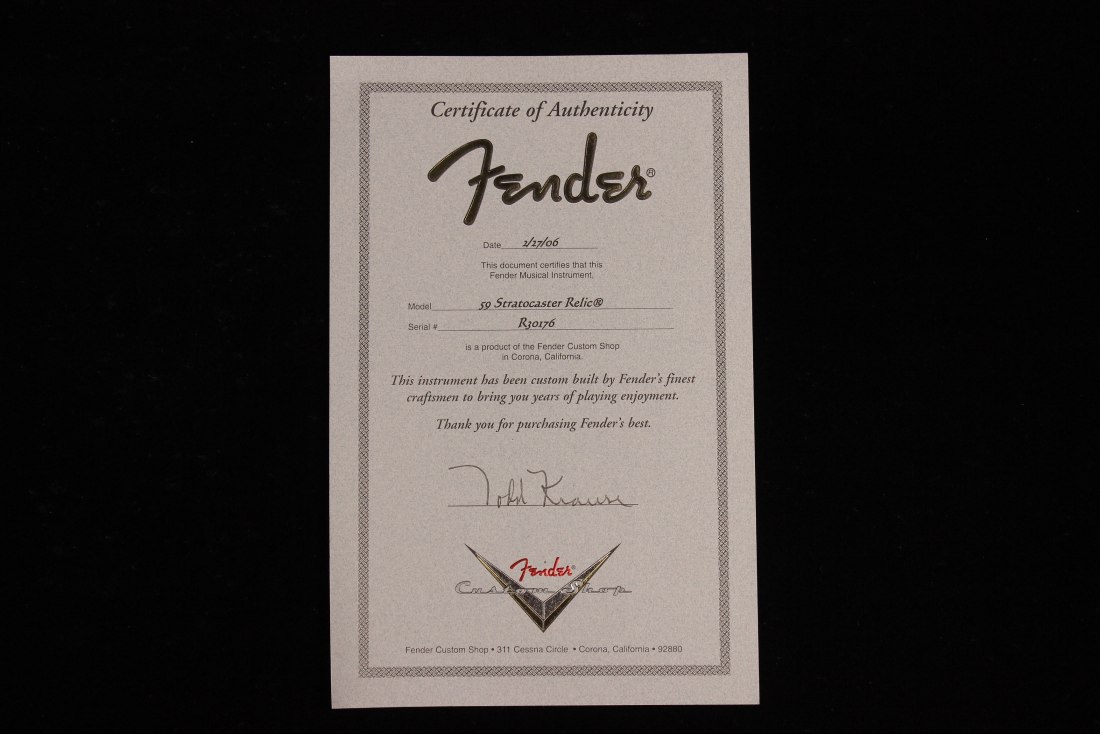 Certificate of Authenticity
Fender®
Date 2/27/06
This document certifies that this
Fender Musical Instrument,
Model 59 Stratocaster Relic®
Serial # R30176
is a product of the Fender Custom Shop
in Corona, California.
This instrument has been custom built by Fender's finest
craftsmen to bring you years of playing enjoyment.
Thank you for purchasing Fender's best.
Todd Krause
Fender®
Custom Shop
Fender Custom Shop • 311 Cessna Circle • Corona, California • 92880